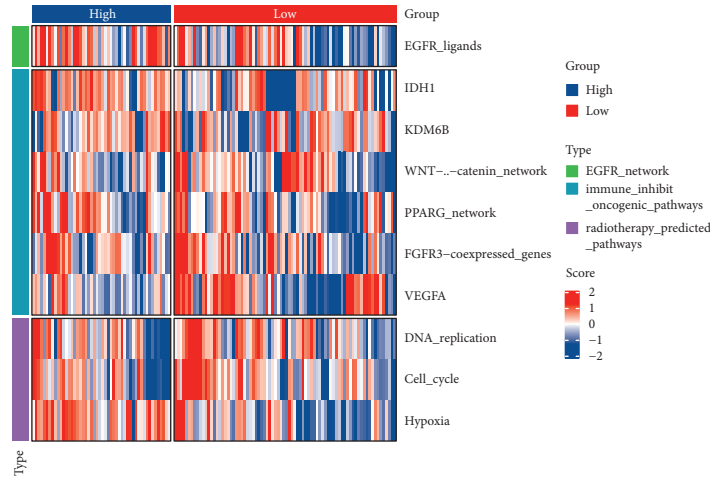 High Low Group
EGFR_ligands
IDH1
KDM6B
WNT-..-catenin_network
PPARG_network
FGFR3-coexpressed_genes
VEGFA
DNA_replication
Cell_cycle
Hypoxia
Type
Group
High
Low
Type
EGFR_network
immune_inhibit
_oncogenic_pathways
radiotherapy_predicted
_pathways
Score
2
1
0
−1
−2